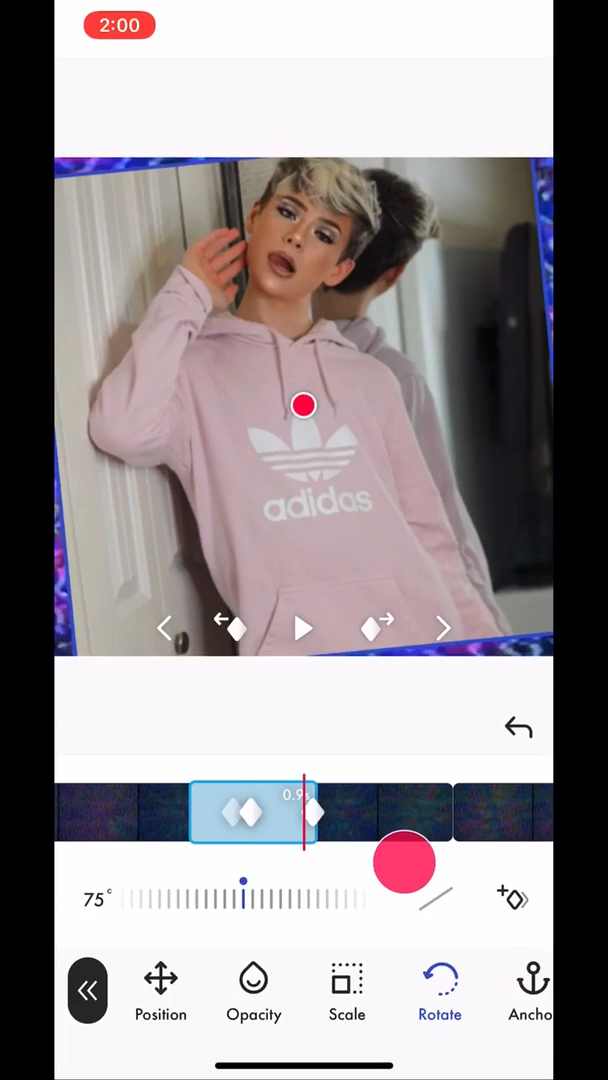 2:00
adidas
0.9s
75°
Position
Opacity
Scale
Rotate
Ancho